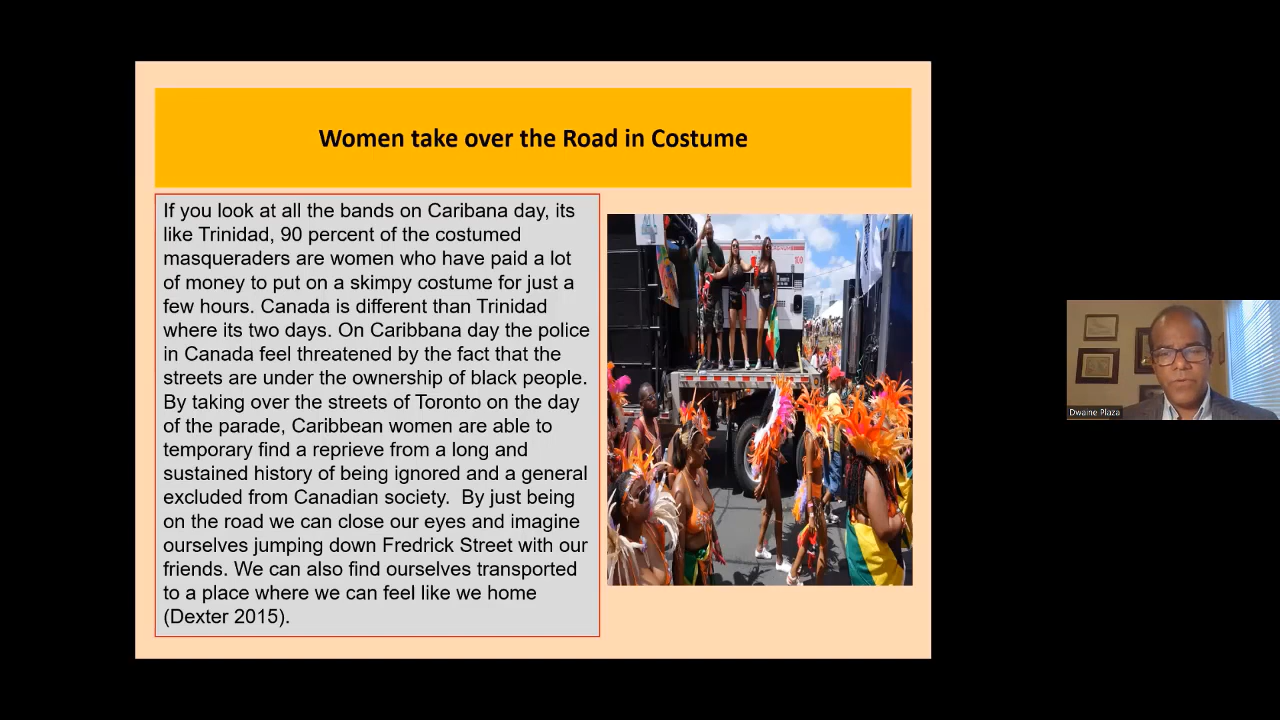 Women take over the Road in Costume
If you look at all the bands on Caribana day, its
like Trinidad, 90 percent of the costumed
masqueraders are women who have paid a lot
of money to put on a skimpy costume for just a
few hours. Canada is different than Trinidad
where its two days. On Caribbana day the police
in Canada feel threatened by the fact that the
streets are under the ownership of black people.
By taking over the streets of Toronto on the day
of the parade, Caribbean women are able to
temporary find a reprieve from a long and
sustained history of being ignored and a general
excluded from Canadian society.  By just being
on the road we can close our eyes and imagine
ourselves jumping down Fredrick Street with our
friends. We can also find ourselves transported
to a place where we can feel like we home
(Dexter 2015).
Dwaine Plaza